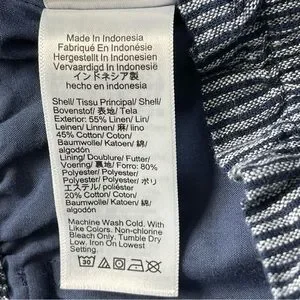 Made In Indonesia
Fabriqué En Indonésie
Hergestellt In Indonesien
Vervaardigd In Indonesië
インドネシア製
hecho en indonesia
Shell/ Tissu Principal/ Shell/
Bovenstof/ 表地/ Tela
Exterior: 55% Linen/ Lin/
Leinen/ Linnen/ 麻/ lino
45% Cotton/ Coton/
Baumwolle/ Katoen/ 綿/
algodón
Lining/ Doublure/ Futter/
Voering/ 裏地/ Forro: 80%
Polyester/ Polyester/ ポリ
エステル/ poliéster
20% Cotton/ Coton/
Baumwolle/ Katoen/ 綿/
algodón
Machine Wash Cold. With
Like Colors. Non-chlorine
Bleach Only. Tumble Dry
Low. Iron On Lowest
Setting.
30